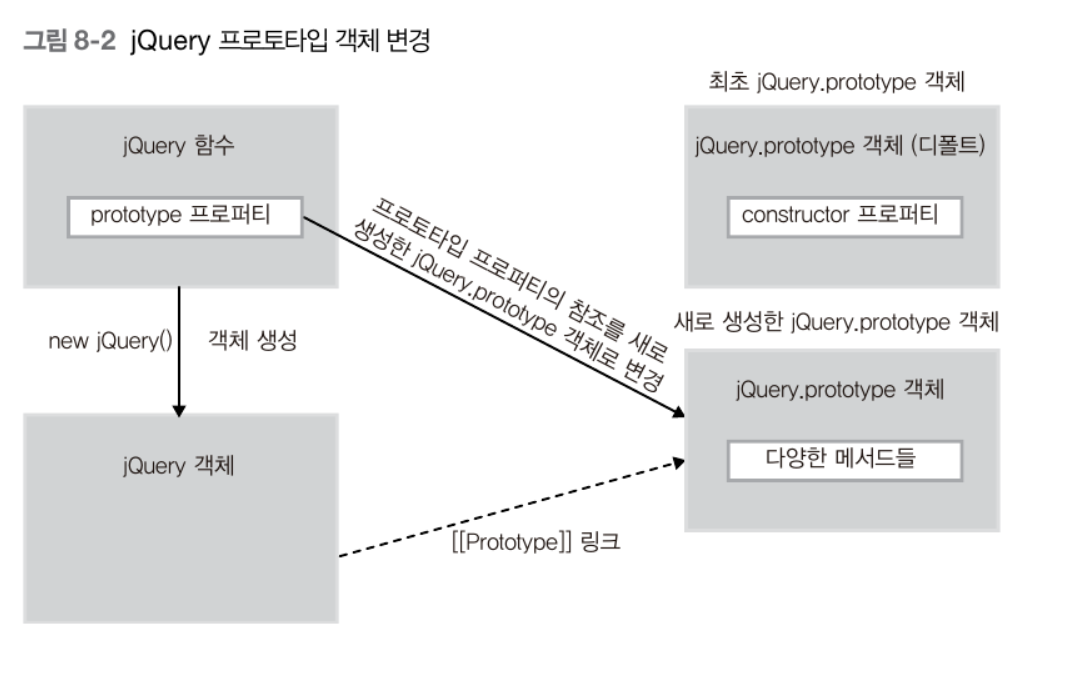 그림 8-2 jQuery 프로토타입 객체 변경
최초 jQuery.prototype 객체
jQuery 함수
prototype 프로퍼티
jQuery.prototype 객체 (디폴트)
constructor 프로퍼티
프로토타입 프로퍼티의 참조를 새로
생성한 jQuery.prototype 객체로 변경
new jQuery()
객체 생성
새로 생성한 jQuery.prototype 객체
jQuery.prototype 객체
다양한 메서드들
jQuery 객체
[[Prototype]] 링크